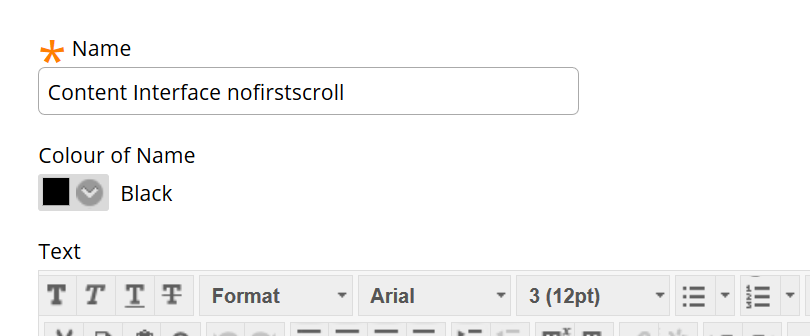 * Name
Content Interface nofirstscroll
Colour of Name
Black
Text
T T T T Format Arial 3 (12pt)